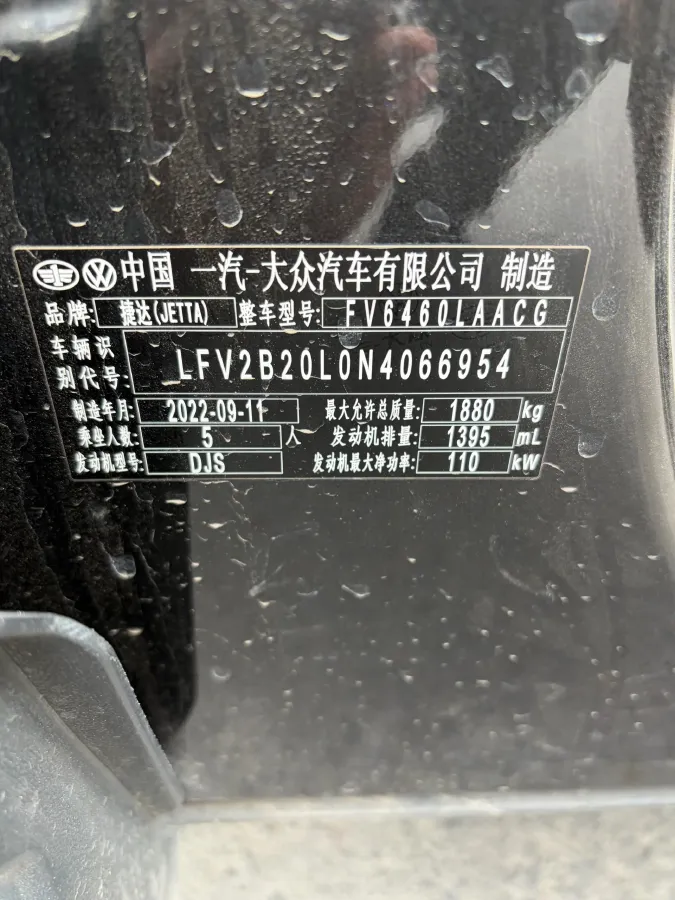 中国 一汽-大众汽车有限公司 制造
品牌: 捷达(JETTA) 整车型号: FV6460LAACG
车辆识别代号: LFV2B20L0N4066954
制造年月: 2022-09-11 最大允许总质量: 1880 kg
乘坐人数: 5 人 发动机排量: 1395 mL
发动机型号: DJS 发动机最大净功率: 110 kW